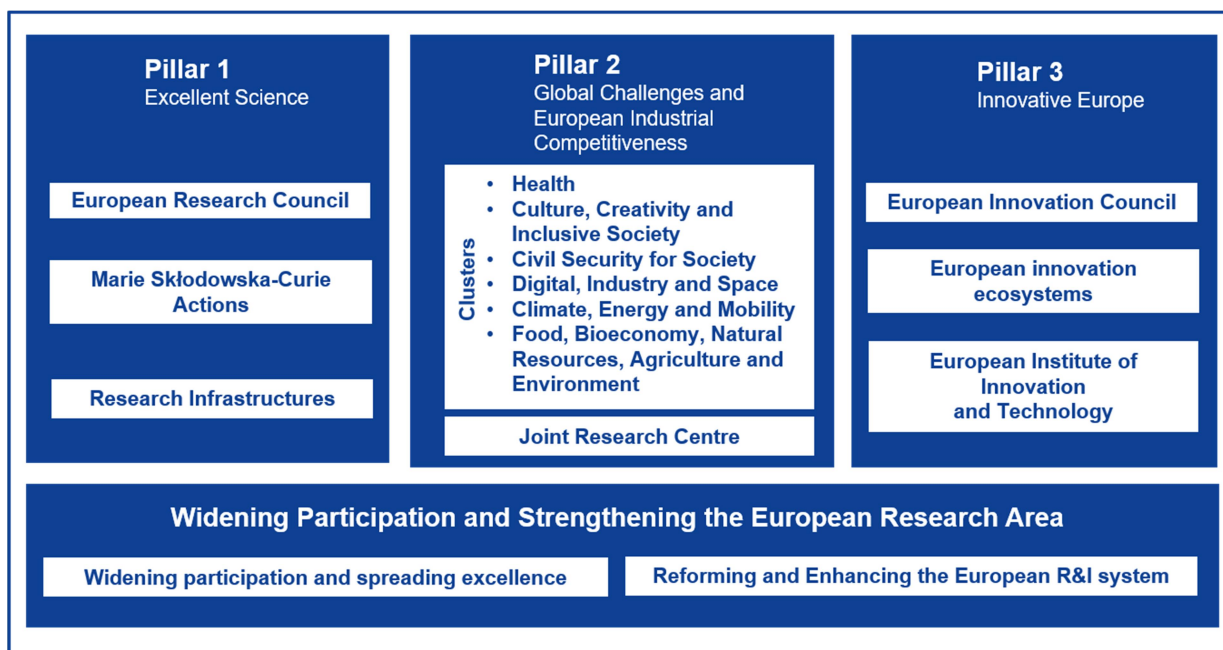 Pillar 1
Excellent Science
European Research Council
Marie Skłodowska-Curie
Actions
Research Infrastructures
Pillar 2
Global Challenges and
European Industrial
Competitiveness
Clusters
• Health
• Culture, Creativity and
Inclusive Society
• Civil Security for Society
• Digital, Industry and Space
• Climate, Energy and Mobility
• Food, Bioeconomy, Natural
Resources, Agriculture and
Environment
Joint Research Centre
Pillar 3
Innovative Europe
European Innovation Council
European innovation
ecosystems
European Institute of
Innovation
and Technology
Widening Participation and Strengthening the European Research Area
Widening participation and spreading excellence
Reforming and Enhancing the European R&I system